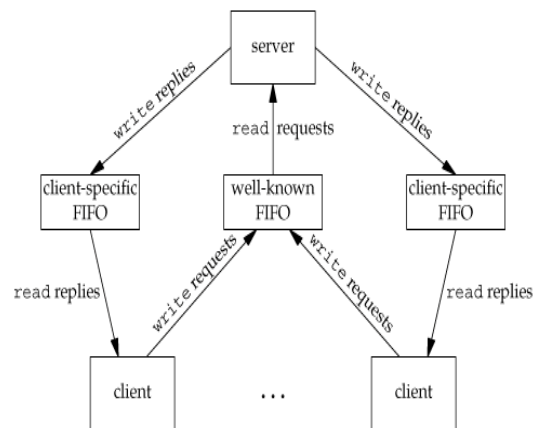 server
write replies
write replies
read requests
client-specific
FIFO
well-known
FIFO
client-specific
FIFO
write requests
write requests
read replies
read replies
client
...
client